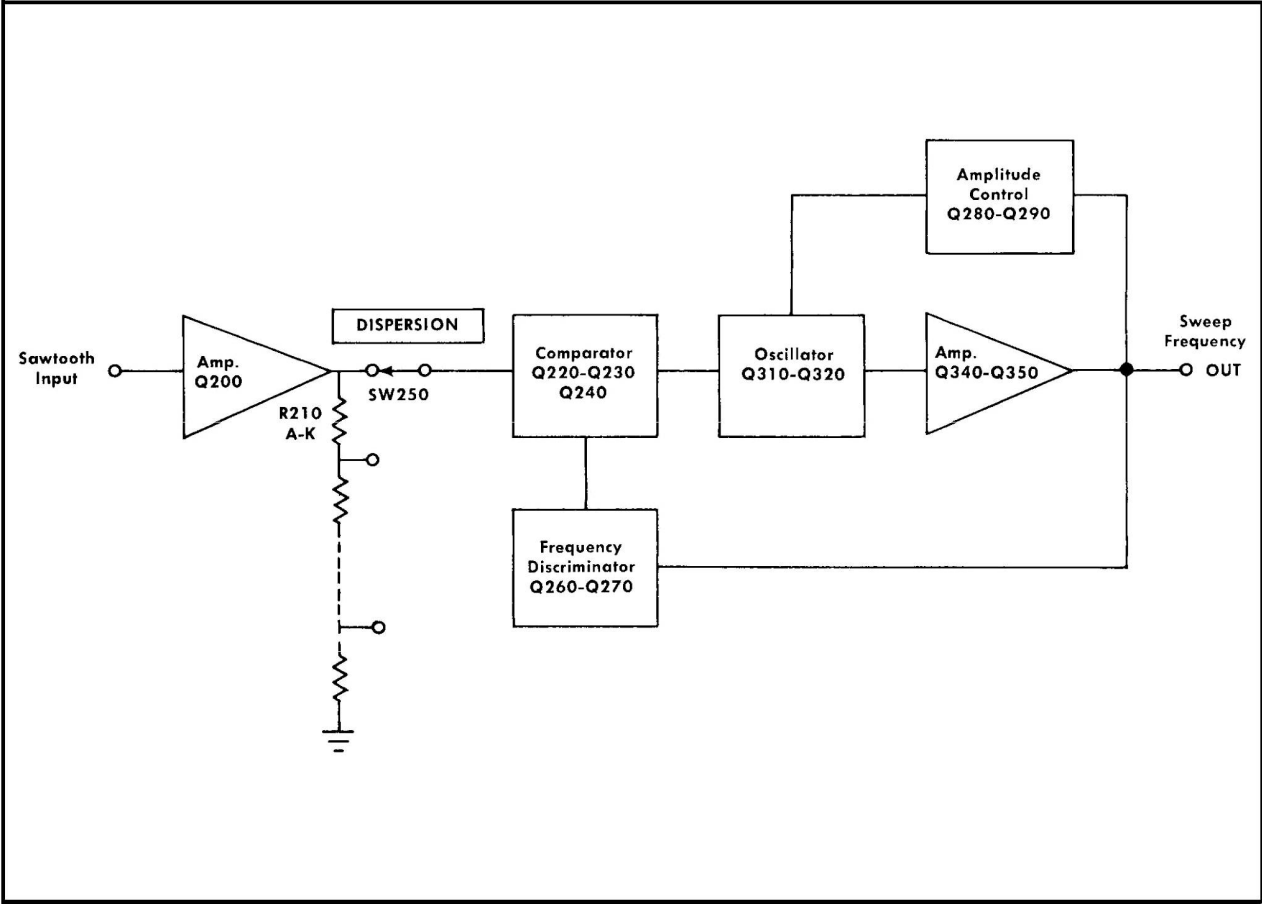 Amplitude
Control
Q280-Q290
DISPERSION
Sweep
Frequency
OUT
Sawtooth
Input
Amp.
Q200
SW250
Comparator
Q220-Q230
Q240
Oscillator
Q310-Q320
Amp.
Q340-Q350
R210
A-K
Frequency
Discriminator
Q260-Q270